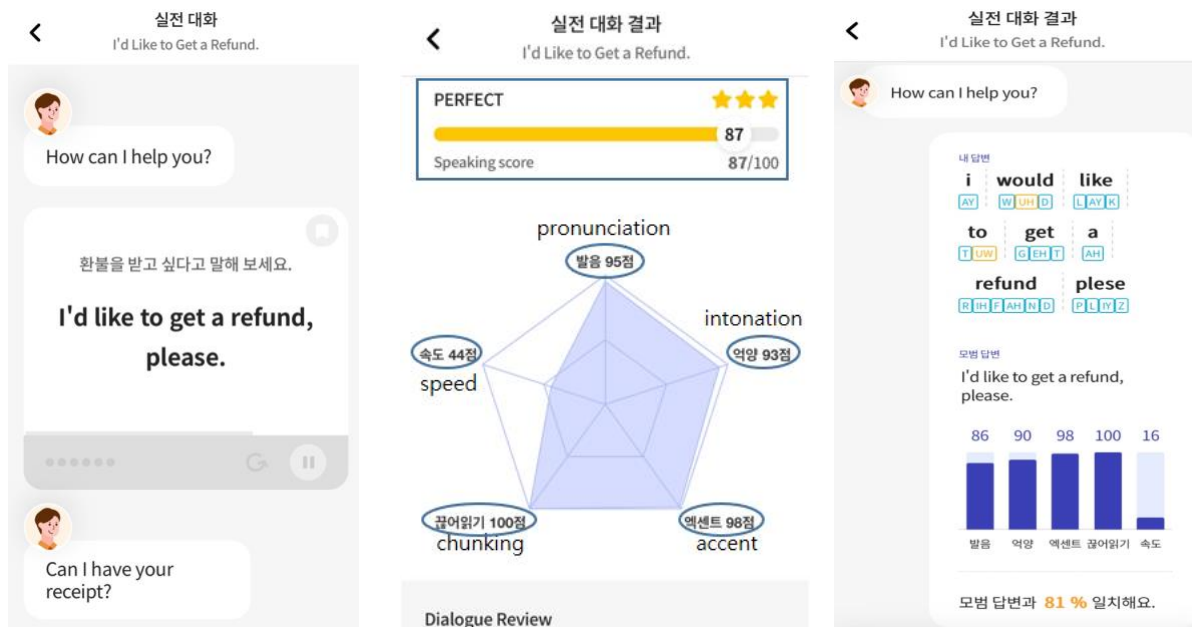 실전 대화
I'd Like to Get a Refund.
How can I help you?
환불을 받고 싶다고 말해 보세요.
I'd like to get a refund,
please.
Can I have your
receipt?
실전 대화 결과
I'd Like to Get a Refund.
PERFECT
87
Speaking score 87/100
pronunciation
발음 95점
intonation
억양 93점
속도 44점
speed
끊어읽기 100점
chunking
엑센트 98점
accent
Dialogue Review
실전 대화 결과
I'd Like to Get a Refund.
How can I help you?
내 답변
i would like
AY W UH D L AY K
to get a
T UW G EH T AH
refund plese
R IH F AH N D P L IY Z
모범 답변
I'd like to get a refund,
please.
86 90 98 100 16
발음 억양 엑센트 끊어읽기 속도
모범 답변과 81 % 일치해요.